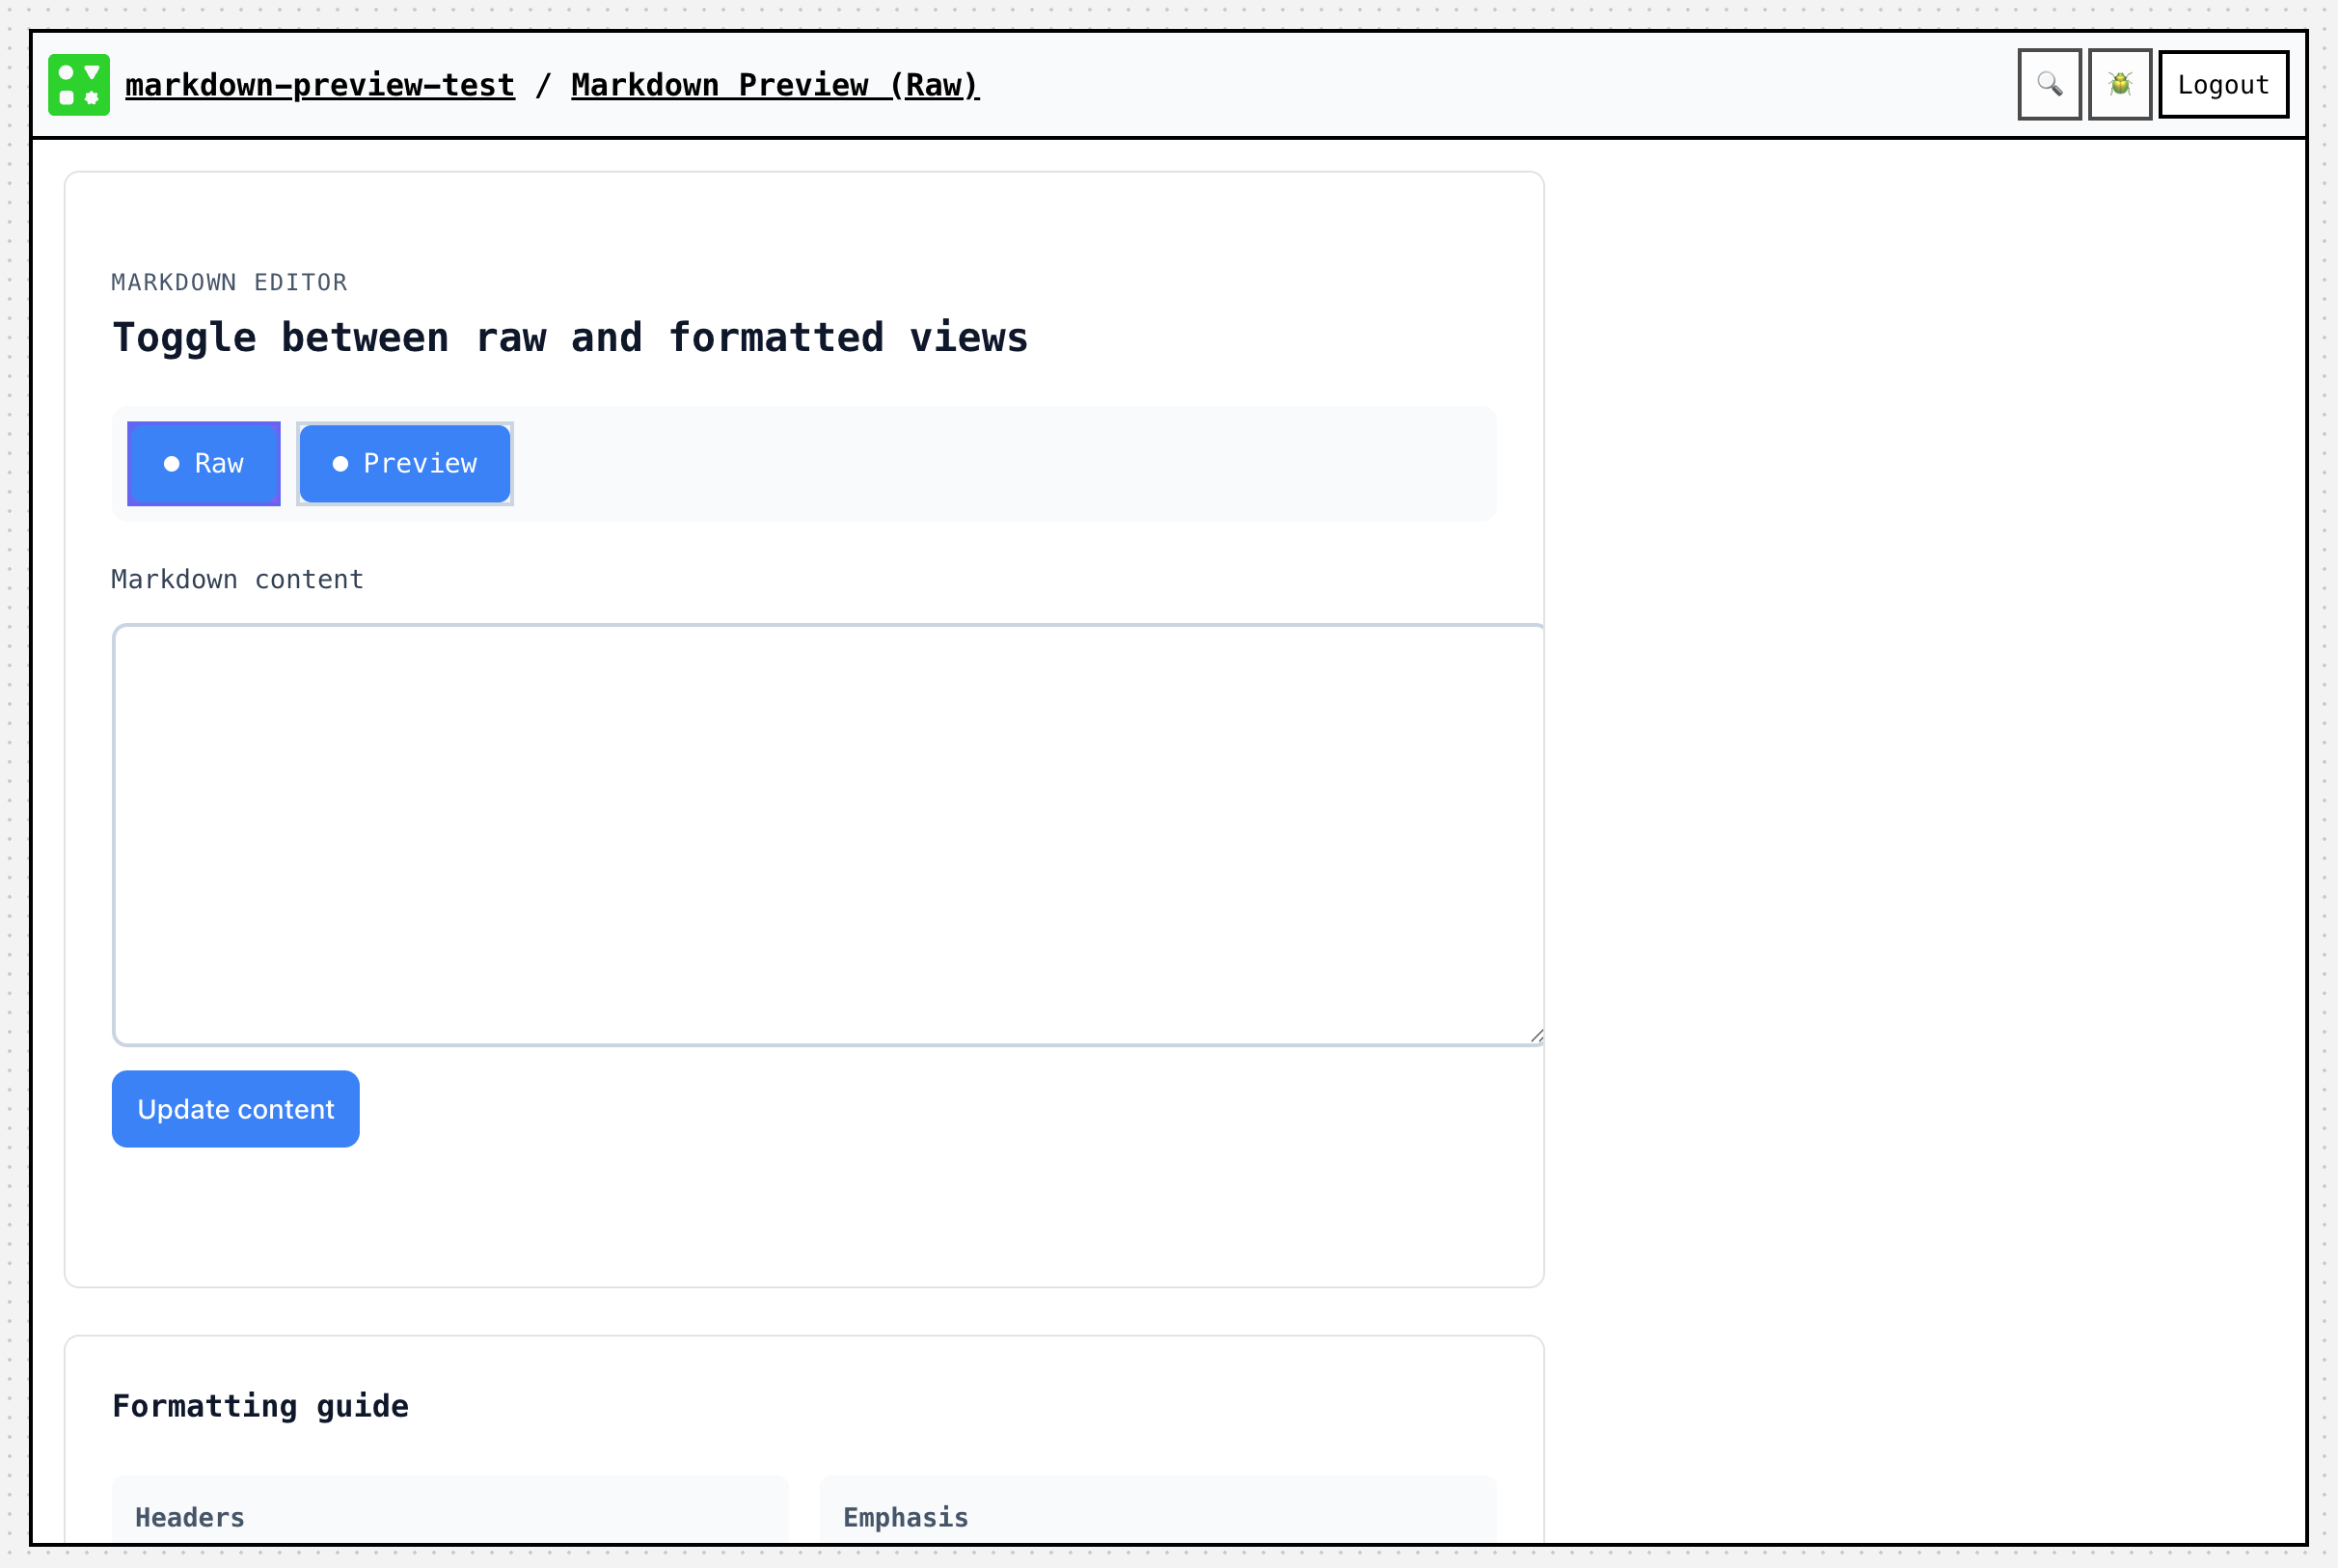 markdown-preview-test / Markdown Preview (Raw)
Logout
MARKDOWN EDITOR
Toggle between raw and formatted views
Raw
Preview
Markdown content
Update content
Formatting guide
Headers
Emphasis